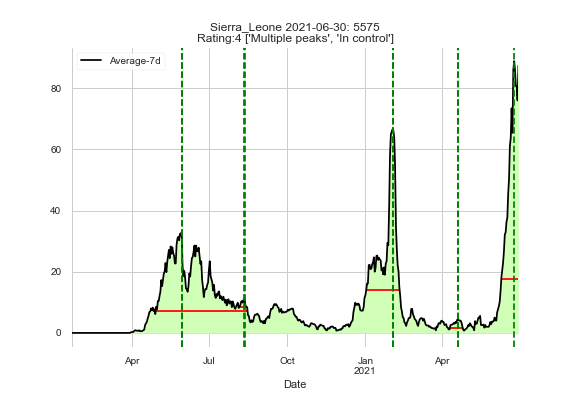 Sierra_Leone 2021-06-30: 5575
Rating:4 ['Multiple peaks', 'In control']
Average-7d
80
60
40
20
0
Apr
Jul
Oct
Jan
2021
Apr
Date